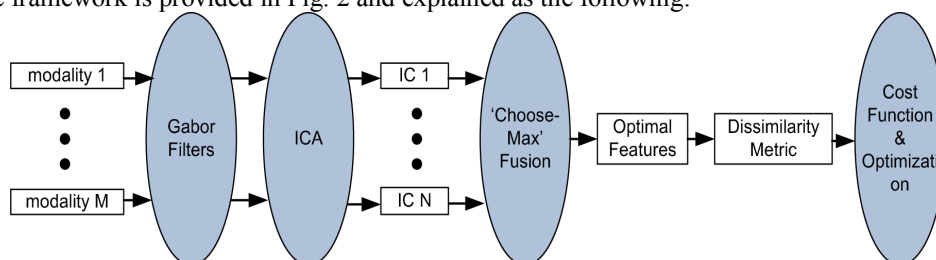 e framework is provided in Fig. 2 and explained as the following.
modality 1
modality M
Gabor
Filters
ICA
IC 1
IC N
'Choose-
Max'
Fusion
Optimal
Features
Dissimilarity
Metric
Cost
Function
&
Optimizati
on